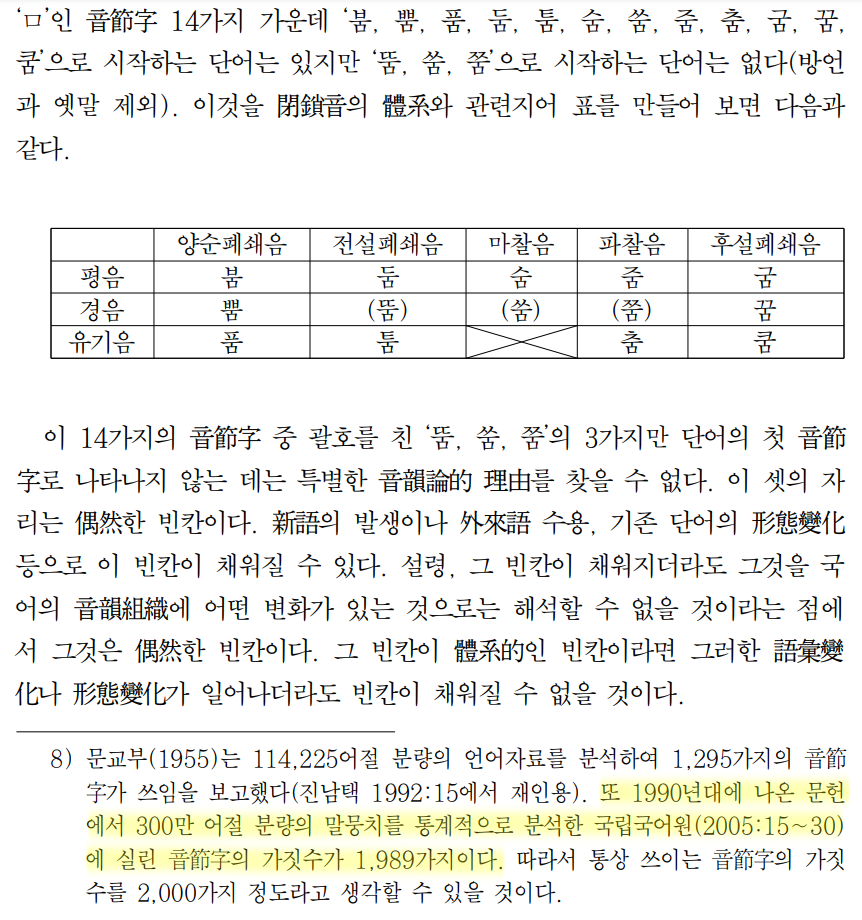 ‘ㅁ’인 音節字 14가지 가운데 ‘붐, 뿜, 품, 둠, 툼, 숨, 쑴, 줌, 춤, 굼, 꿈,
쿰’으로 시작하는 단어는 있지만 ‘뚬, 쑴, 쭘’으로 시작하는 단어는 없다(방언
과 옛말 제외). 이것을 閉鎖音의 體系와 관련지어 표를 만들어 보면 다음과
같다.
양순폐쇄음 전설폐쇄음 마찰음 파찰음 후설폐쇄음
평음 붐 둠 숨 줌 굼
경음 뿜 (뚬) (쑴) (쭘) 꿈
유기음 품 툼 춤 쿰
이 14가지의 音節字 중 괄호를 친 ‘뚬, 쑴, 쭘’의 3가지만 단어의 첫 音節
字로 나타나지 않는 데는 특별한 音韻論的 理由를 찾을 수 없다. 이 셋의 자
리는 偶然한 빈칸이다. 新語의 발생이나 外來語 수용, 기존 단어의 形態變化
등으로 이 빈칸이 채워질 수 있다. 설령, 그 빈칸이 채워지더라도 그것을 국
어의 音韻組織에 어떤 변화가 있는 것으로는 해석할 수 없을 것이라는 점에
서 그것은 偶然한 빈칸이다. 그 빈칸이 體系的인 빈칸이라면 그러한 語彙變
化나 形態變化가 일어나더라도 빈칸이 채워질 수 없을 것이다.
8) 문교부(1955)는 114,225어절 분량의 언어자료를 분석하여 1,295가지의 音節
字가 쓰임을 보고했다(진남택 1992:15에서 재인용). 또 1990년대에 나온 문헌
에서 300만 어절 분량의 말뭉치를 통계적으로 분석한 국립국어원(2005:15~30)
에 실린 音節字의 가짓수가 1,989가지이다. 따라서 통상 쓰이는 音節字의 가짓
수를 2,000가지 정도라고 생각할 수 있을 것이다.